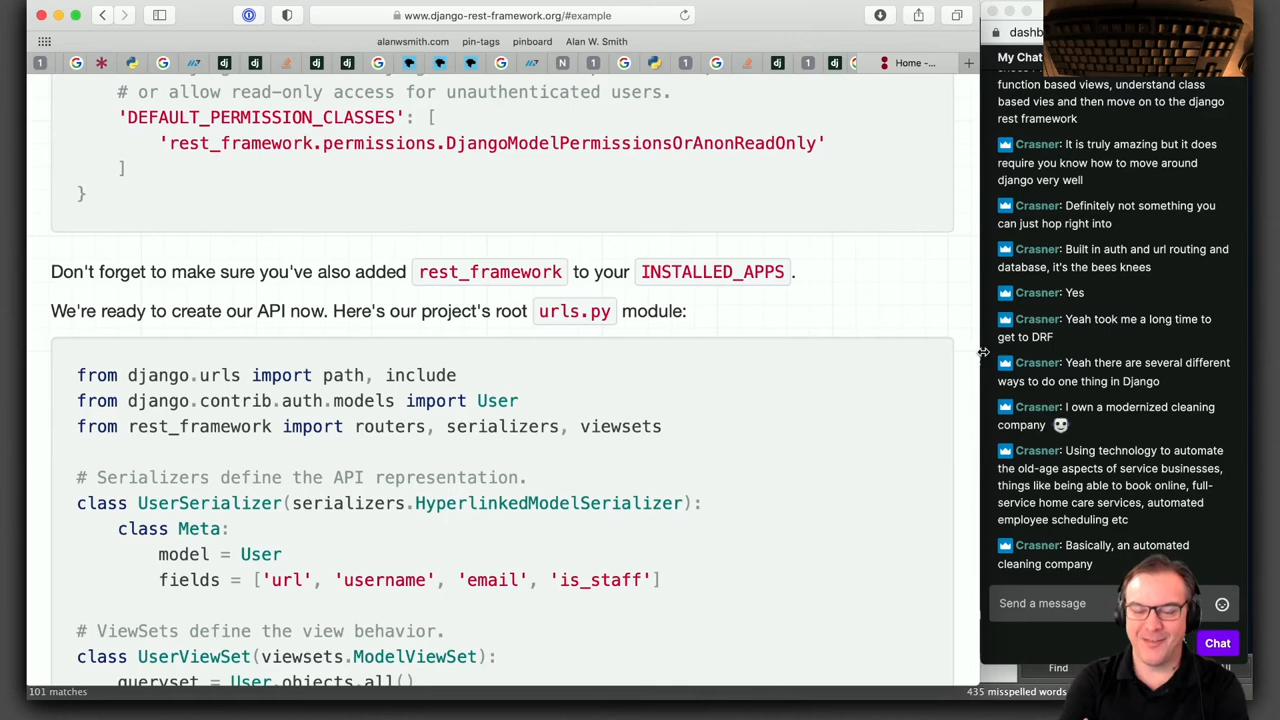 www.django-rest-framework.org/#example
alanwsmith.com pin-tags pinboard Alan W. Smith
Home -...
# or allow read-only access for unauthenticated users.
'DEFAULT_PERMISSION_CLASSES': [
'rest_framework.permissions.DjangoModelPermissionsOrAnonReadOnly'
]
}
Don't forget to make sure you've also added rest_framework to your INSTALLED_APPS.
We're ready to create our API now. Here's our project's root urls.py module:
from django.urls import path, include
from django.contrib.auth.models import User
from rest_framework import routers, serializers, viewsets
# Serializers define the API representation.
class UserSerializer(serializers.HyperlinkedModelSerializer):
class Meta:
model = User
fields = ['url', 'username', 'email', 'is_staff']
# ViewSets define the view behavior.
class UserViewSet(viewsets.ModelViewSet):
queryset = User.objects.all()
101 matches
435 misspelled words
dashb
My Chat
function based views, understand class
based vies and then move on to the django
rest framework
Crasner: It is truly amazing but it does
require you know how to move around
django very well
Crasner: Definitely not something you
can just hop right into
Crasner: Built in auth and url routing and
database, it's the bees knees
Crasner: Yes
Crasner: Yeah took me a long time to
get to DRF
Crasner: Yeah there are several different
ways to do one thing in Django
Crasner: I own a modernized cleaning
company
Crasner: Using technology to automate
the old-age aspects of service businesses,
things like being able to book online, full-
service home care services, automated
employee scheduling etc
Crasner: Basically, an automated
cleaning company
Send a message
Chat
Find